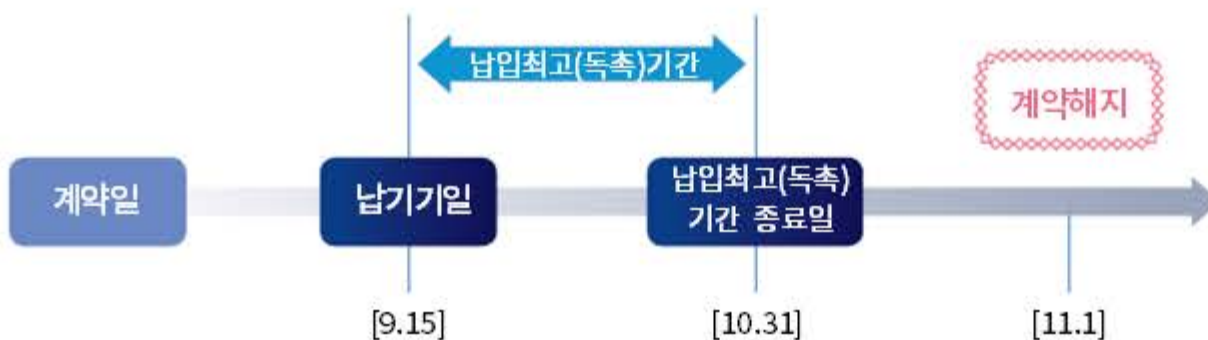 납입최고(독촉)기간
계약해지
계약일
납기기일
납입최고(독촉)
기간 종료일
[9.15]
[10.31]
[11.1]